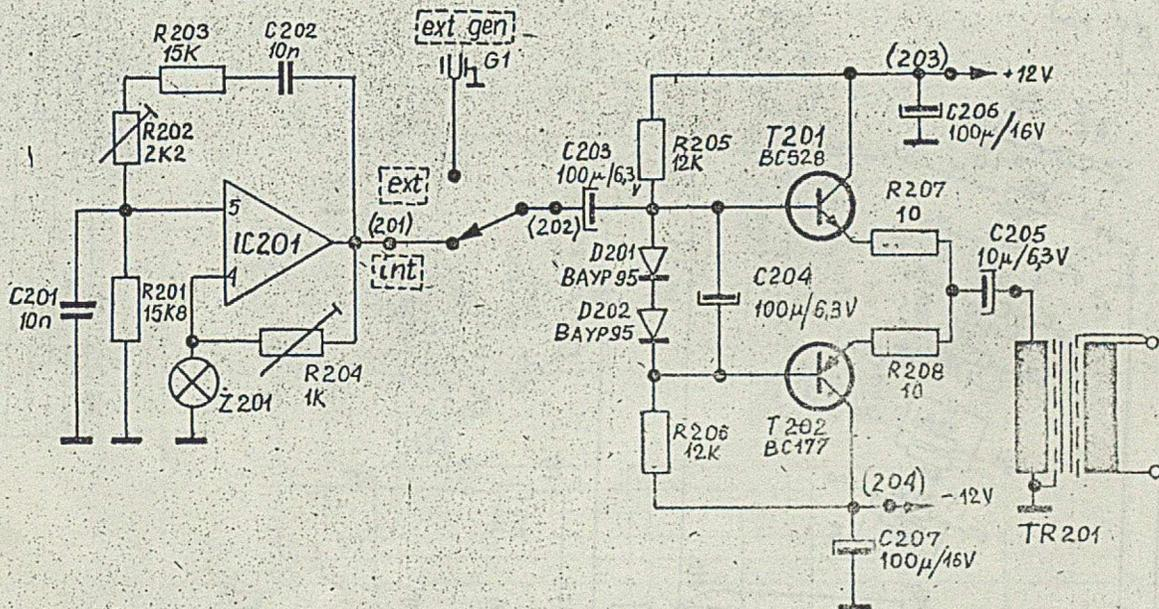 R203
15K
C202
10n
ext gen
G1
(203)
+12V
R202
2K2
C206
100µ/16V
R205
12K
T201
BC528
C203
100µ/6,3V
ext
(201)
(202)
int
R207
10
5
IC201
4
C205
10µ/6,3V
D201
BAYP95
C204
100µ/6,3V
C201
10n
R201
15K8
D202
BAYP95
R204
1K
Ż201
R208
10
R206
12K
T202
BC177
(204)
-12V
TR201
C207
100µ/16V